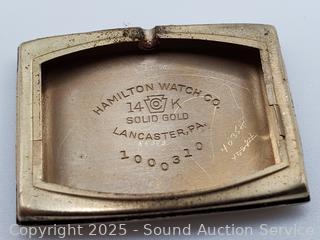 HAMILTON WATCH CO.
14 K
SOLID GOLD
LANCASTER, PA.
1000310
Copyright © 2025 - Sound Auction Service